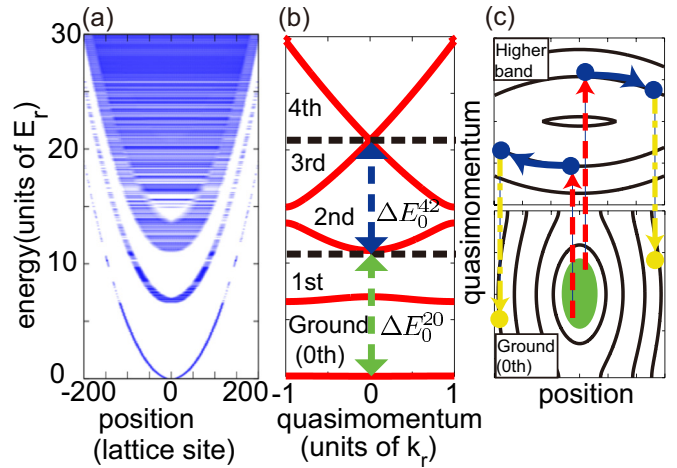 (a)
30
20
10
0
energy(units of E_r)
-200
0
200
position
(lattice site)
(b)
4th
3rd
2nd
1st
Ground
(0th)
ΔE_0^{42}
ΔE_0^{20}
-1
0
1
quasimomentum
(units of k_r)
(c)
Higher
band
quasimomentum
Ground
(0th)
position